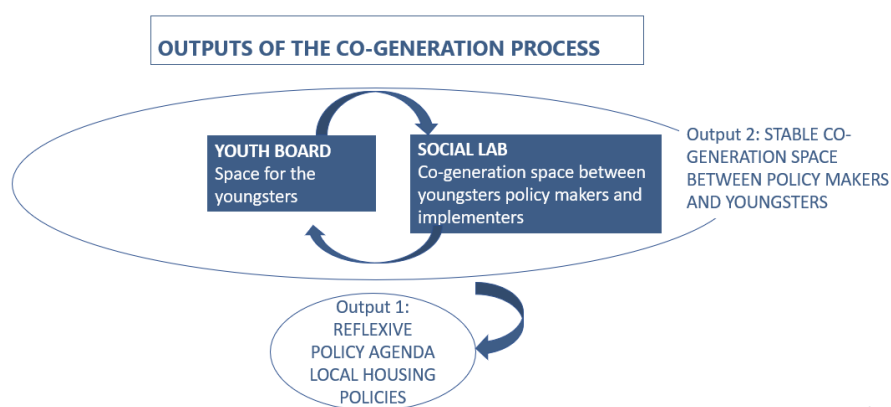 OUTPUTS OF THE CO-GENERATION PROCESS
YOUTH BOARD
Space for the
youngsters
SOCIAL LAB
Co-generation space between
youngsters policy makers and
implementers
Output 2: STABLE CO-
GENERATION SPACE
BETWEEN POLICY MAKERS
AND YOUNGSTERS
Output 1:
REFLEXIVE
POLICY AGENDA
LOCAL HOUSING
POLICIES